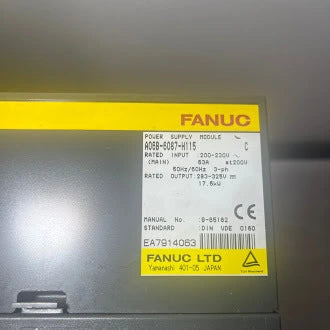 FANUC
POWER SUPPLY MODULE
A06B-6087-H115 C
RATED INPUT :200-230V ~
(MAIN) 63A at200V
50Hz/60Hz 3-ph
RATED OUTPUT:283-325V
17.5kW
MANUAL NO. :B-65162
STANDARD :DIN VDE 0160
EA7914063
FANUC LTD
Yamanashi 401-05 JAPAN